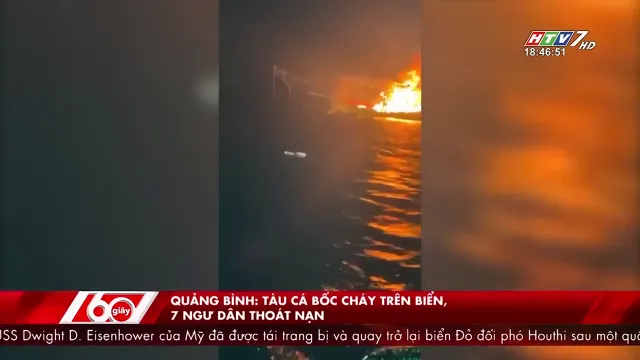 HTV7 HD
18:46:51
60 giây
QUẢNG BÌNH: TÀU CÁ BỐC CHÁY TRÊN BIỂN,
7 NGƯ DÂN THOÁT NẠN
USS Dwight D. Eisenhower của Mỹ đã được tái trang bị và quay trở lại biển Đỏ đối phó Houthi sau một